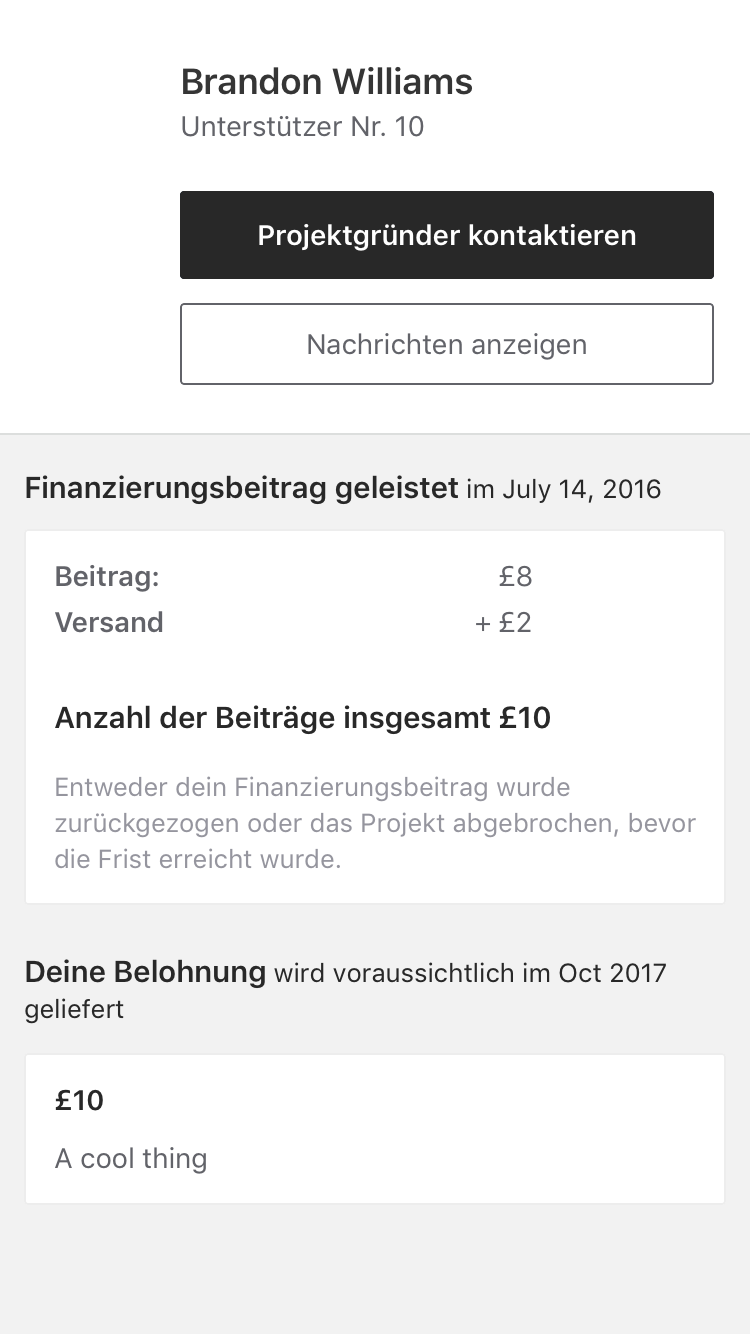 Brandon Williams
Unterstützer Nr. 10
Projektgründer kontaktieren
Nachrichten anzeigen
Finanzierungsbeitrag geleistet im July 14, 2016
Beitrag: £8
Versand + £2
Anzahl der Beiträge insgesamt £10
Entweder dein Finanzierungsbeitrag wurde
zurückgezogen oder das Projekt abgebrochen, bevor
die Frist erreicht wurde.
Deine Belohnung wird voraussichtlich im Oct 2017
geliefert
£10
A cool thing